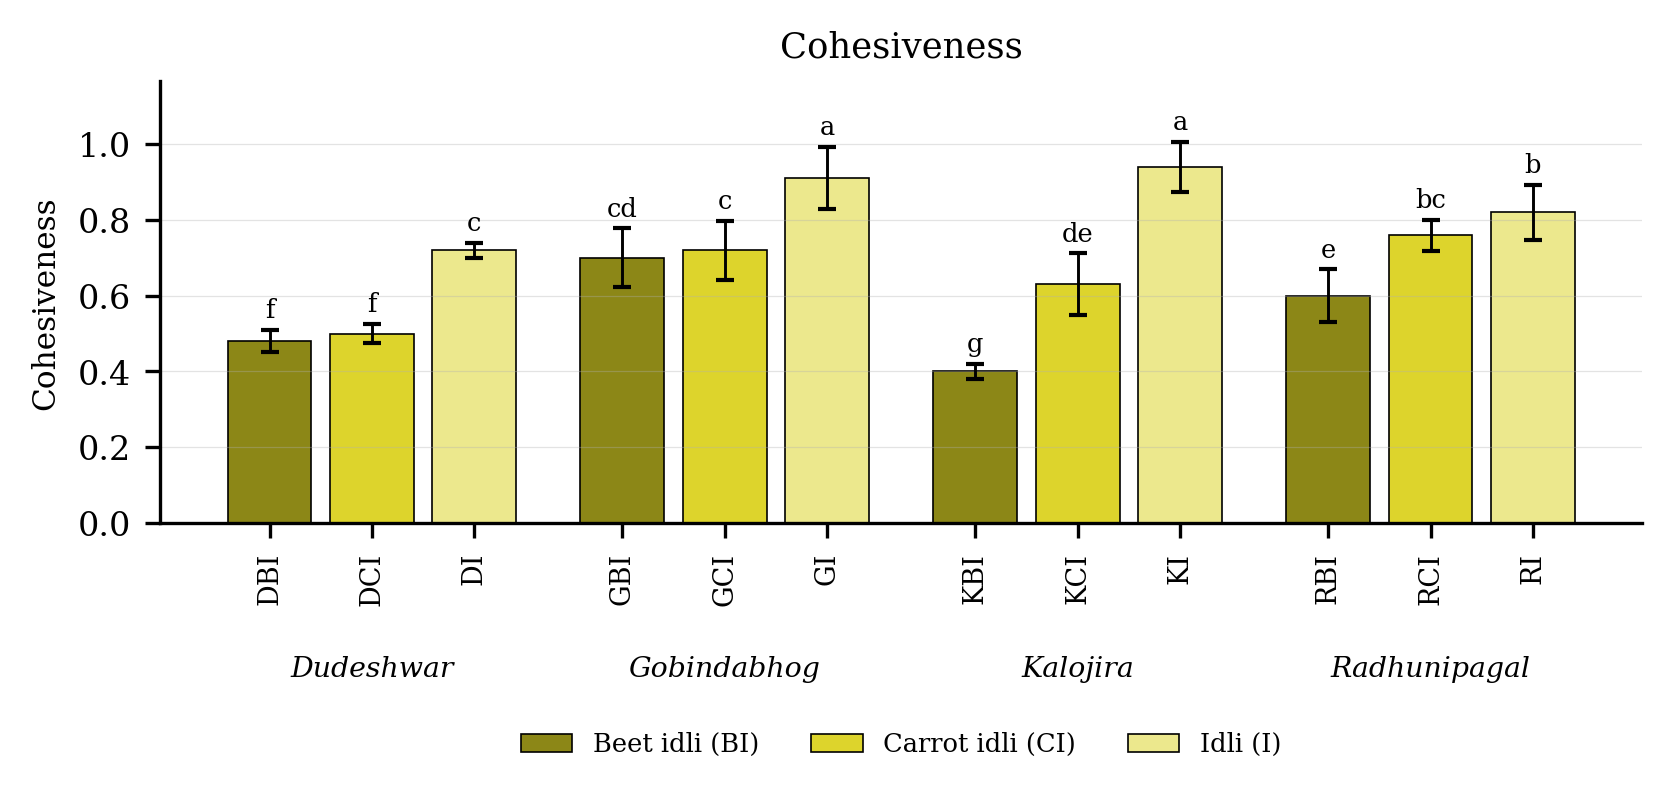 Cohesiveness
Cohesiveness
1.0
0.8
0.6
0.4
0.2
0.0
f
f
c
cd
c
a
g
de
a
e
bc
b
DBI
DCI
DI
GBI
GCI
GI
KBI
KCI
KI
RBI
RCI
RI
Dudeshwar
Gobindabhog
Kalojira
Radhunipagal
Beet idli (BI)
Carrot idli (CI)
Idli (I)